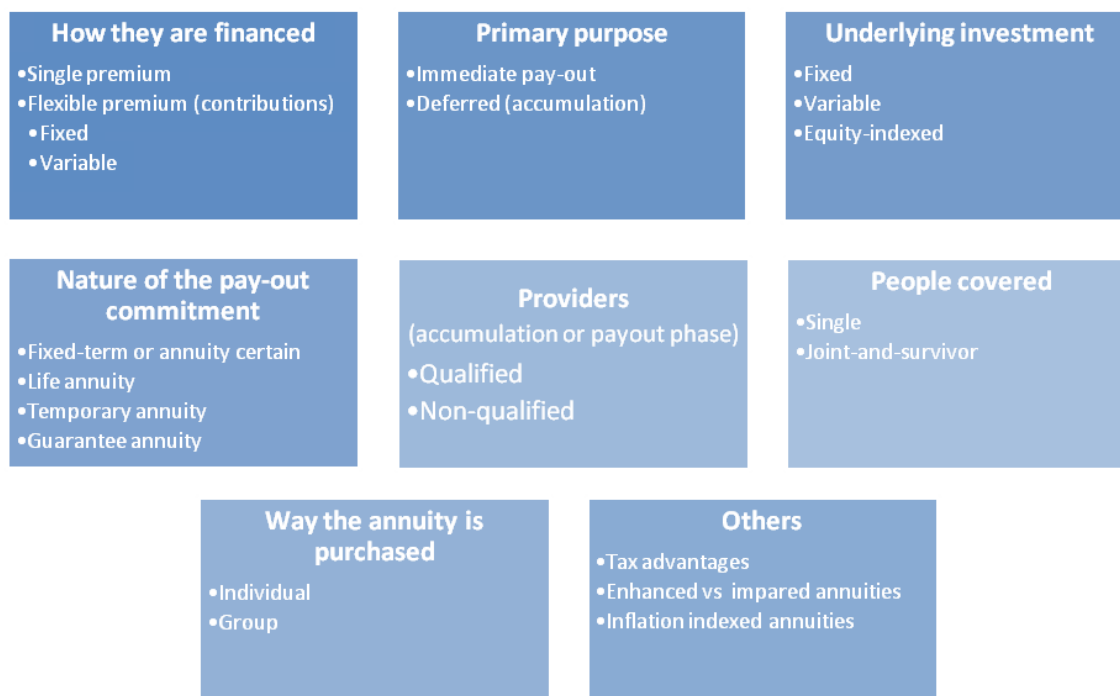 How they are financed
•Single premium
•Flexible premium (contributions)
•Fixed
•Variable
Primary purpose
•Immediate pay-out
•Deferred (accumulation)
Underlying investment
•Fixed
•Variable
•Equity-indexed
Nature of the pay-out
commitment
•Fixed-term or annuity certain
•Life annuity
•Temporary annuity
•Guarantee annuity
Providers
(accumulation or payout phase)
•Qualified
•Non-qualified
People covered
•Single
•Joint-and-survivor
Way the annuity is
purchased
•Individual
•Group
Others
•Tax advantages
•Enhanced vs impared annuities
•Inflation indexed annuities